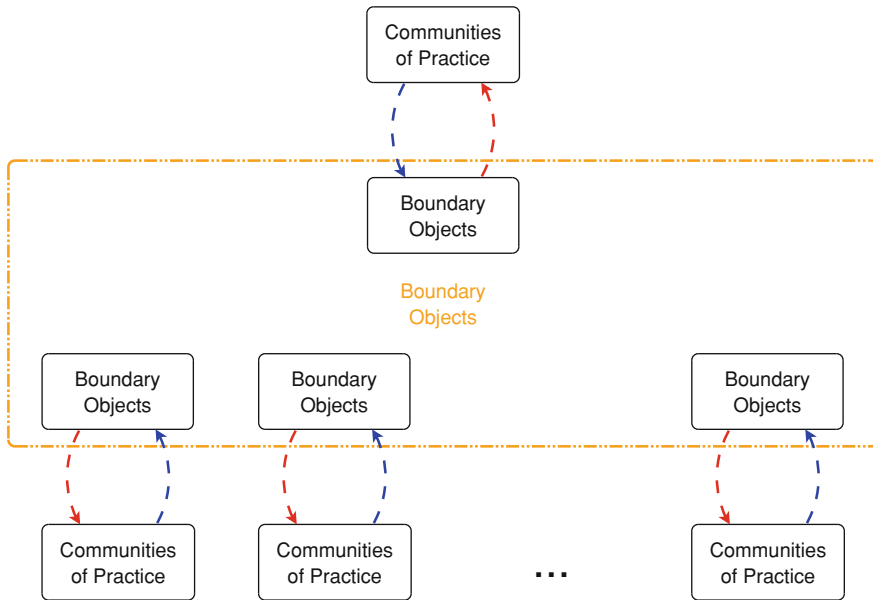 Communities
of Practice
Boundary
Objects
Boundary
Objects
Boundary
Objects
Boundary
Objects
Boundary
Objects
Communities
of Practice
Communities
of Practice
...
Communities
of Practice